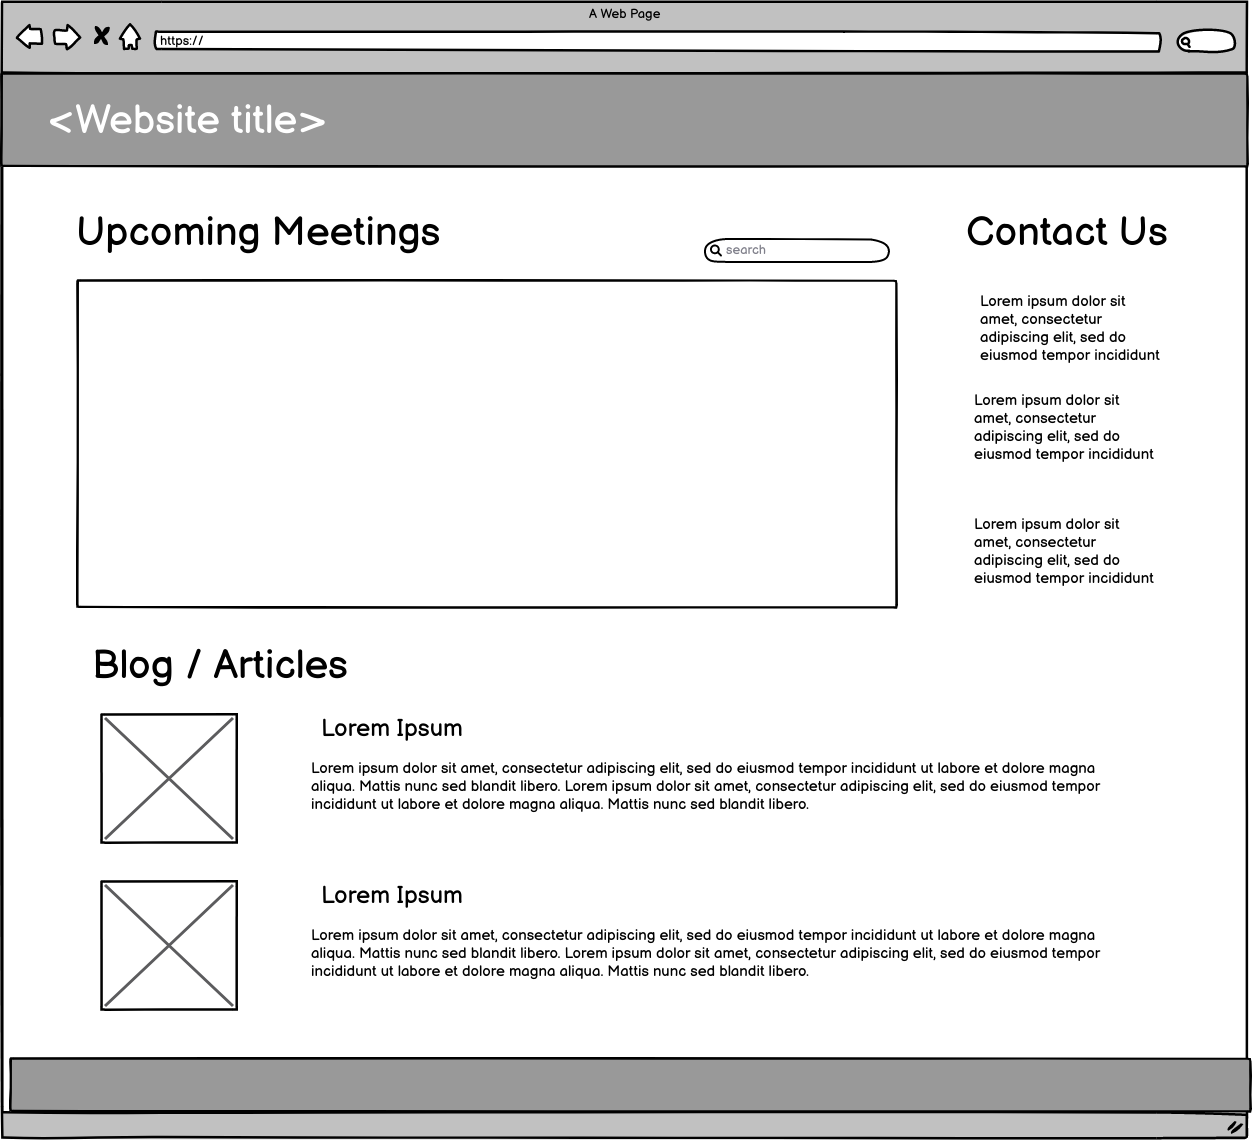 A Web Page
https://
<Website title>
Upcoming Meetings
search
Contact Us
Lorem ipsum dolor sit
amet, consectetur
adipiscing elit, sed do
eiusmod tempor incididunt
Lorem ipsum dolor sit
amet, consectetur
adipiscing elit, sed do
eiusmod tempor incididunt
Lorem ipsum dolor sit
amet, consectetur
adipiscing elit, sed do
eiusmod tempor incididunt
Blog / Articles
Lorem Ipsum
Lorem ipsum dolor sit amet, consectetur adipiscing elit, sed do eiusmod tempor incididunt ut labore et dolore magna
aliqua. Mattis nunc sed blandit libero. Lorem ipsum dolor sit amet, consectetur adipiscing elit, sed do eiusmod tempor
incididunt ut labore et dolore magna aliqua. Mattis nunc sed blandit libero.
Lorem Ipsum
Lorem ipsum dolor sit amet, consectetur adipiscing elit, sed do eiusmod tempor incididunt ut labore et dolore magna
aliqua. Mattis nunc sed blandit libero. Lorem ipsum dolor sit amet, consectetur adipiscing elit, sed do eiusmod tempor
incididunt ut labore et dolore magna aliqua. Mattis nunc sed blandit libero.